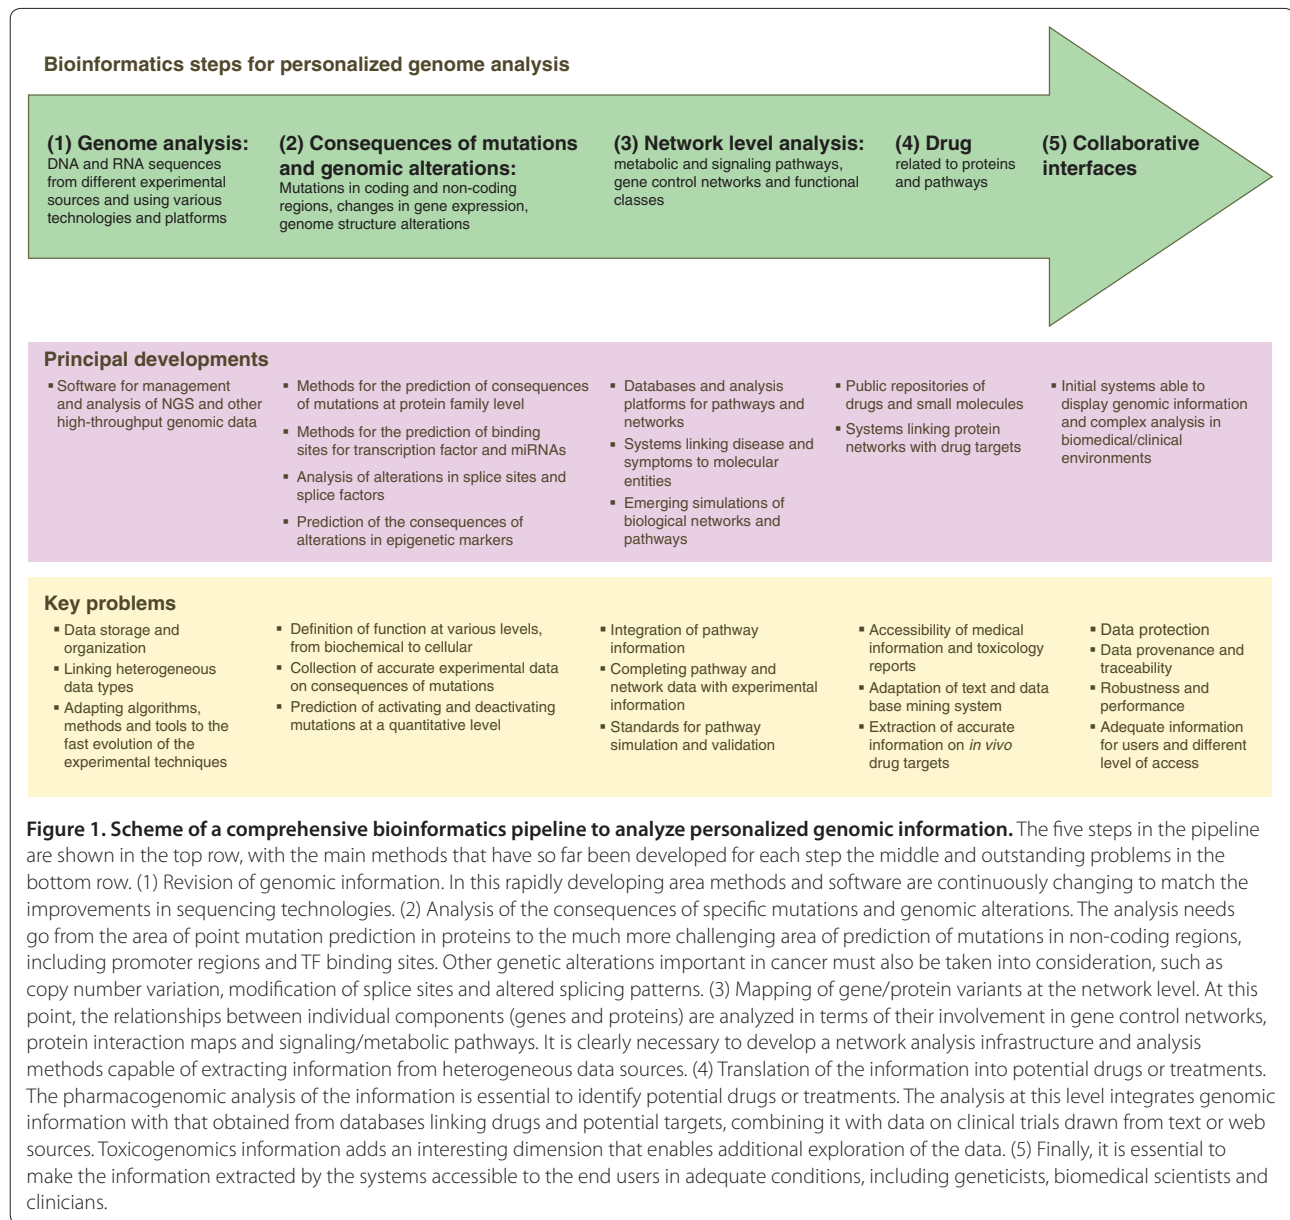 Bioinformatics steps for personalized genome analysis
(1) Genome analysis:
DNA and RNA sequences
from different experimental
sources and using various
technologies and platforms
(2) Consequences of mutations
and genomic alterations:
Mutations in coding and non-coding
regions, changes in gene expression,
genome structure alterations
(3) Network level analysis:
metabolic and signaling pathways,
gene control networks and functional
classes
(4) Drug
related to proteins
and pathways
(5) Collaborative
interfaces
Principal developments
▪ Software for management
and analysis of NGS and other
high-throughput genomic data
▪ Methods for the prediction of consequences
of mutations at protein family level
▪ Methods for the prediction of binding
sites for transcription factor and miRNAs
▪ Analysis of alterations in splice sites and
splice factors
▪ Prediction of the consequences of
alterations in epigenetic markers
▪ Databases and analysis
platforms for pathways and
networks
▪ Systems linking disease and
symptoms to molecular
entities
▪ Emerging simulations of
biological networks and
pathways
▪ Public repositories of
drugs and small molecules
▪ Systems linking protein
networks with drug targets
▪ Initial systems able to
display genomic information
and complex analysis in
biomedical/clinical
environments
Key problems
▪ Data storage and
organization
▪ Linking heterogeneous
data types
▪ Adapting algorithms,
methods and tools to the
fast evolution of the
experimental techniques
▪ Definition of function at various levels,
from biochemical to cellular
▪ Collection of accurate experimental data
on consequences of mutations
▪ Prediction of activating and deactivating
mutations at a quantitative level
▪ Integration of pathway
information
▪ Completing pathway and
network data with experimental
information
▪ Standards for pathway
simulation and validation
▪ Accessibility of medical
information and toxicology
reports
▪ Adaptation of text and data
base mining system
▪ Extraction of accurate
information on in vivo
drug targets
▪ Data protection
▪ Data provenance and
traceability
▪ Robustness and
performance
▪ Adequate information
for users and different
level of access
Figure 1. Scheme of a comprehensive bioinformatics pipeline to analyze personalized genomic information. The five steps in the pipeline
are shown in the top row, with the main methods that have so far been developed for each step the middle and outstanding problems in the
bottom row. (1) Revision of genomic information. In this rapidly developing area methods and software are continuously changing to match the
improvements in sequencing technologies. (2) Analysis of the consequences of specific mutations and genomic alterations. The analysis needs
go from the area of point mutation prediction in proteins to the much more challenging area of prediction of mutations in non-coding regions,
including promoter regions and TF binding sites. Other genetic alterations important in cancer must also be taken into consideration, such as
copy number variation, modification of splice sites and altered splicing patterns. (3) Mapping of gene/protein variants at the network level. At this
point, the relationships between individual components (genes and proteins) are analyzed in terms of their involvement in gene control networks,
protein interaction maps and signaling/metabolic pathways. It is clearly necessary to develop a network analysis infrastructure and analysis
methods capable of extracting information from heterogeneous data sources. (4) Translation of the information into potential drugs or treatments.
The pharmacogenomic analysis of the information is essential to identify potential drugs or treatments. The analysis at this level integrates genomic
information with that obtained from databases linking drugs and potential targets, combining it with data on clinical trials drawn from text or web
sources. Toxicogenomics information adds an interesting dimension that enables additional exploration of the data. (5) Finally, it is essential to
make the information extracted by the systems accessible to the end users in adequate conditions, including geneticists, biomedical scientists and
clinicians.